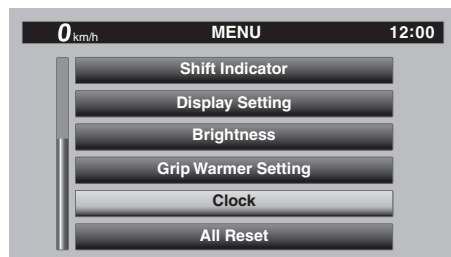 0 km/h MENU 12:00
Shift Indicator
Display Setting
Brightness
Grip Warmer Setting
Clock
All Reset